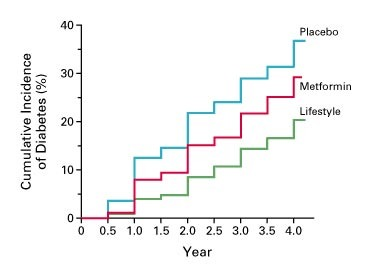 40
Placebo
30
Metformin
Lifestyle
20
10
0
0 0.5 1.0 1.5 2.0 2.5 3.0 3.5 4.0
Year
Cumulative Incidence
of Diabetes (%)